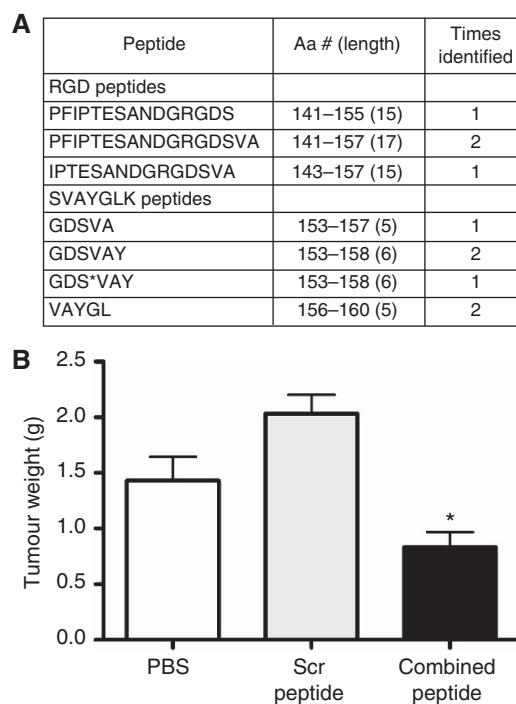 A
Peptide Aa # (length) Times identified
RGD peptides
PFIPTESANDGRGDS 141–155 (15) 1
PFIPTESANDGRGDSVA 141–157 (17) 2
IPTESANDGRGDSVA 143–157 (15) 1
SVAYGLK peptides
GDSVA 153–157 (5) 1
GDSVAY 153–158 (6) 2
GDS*VAY 153–158 (6) 1
VAYGL 156–160 (5) 2
B
Tumour weight (g)
2.5
2.0
1.5
1.0
0.5
0.0
*
PBS Scr peptide Combined peptide